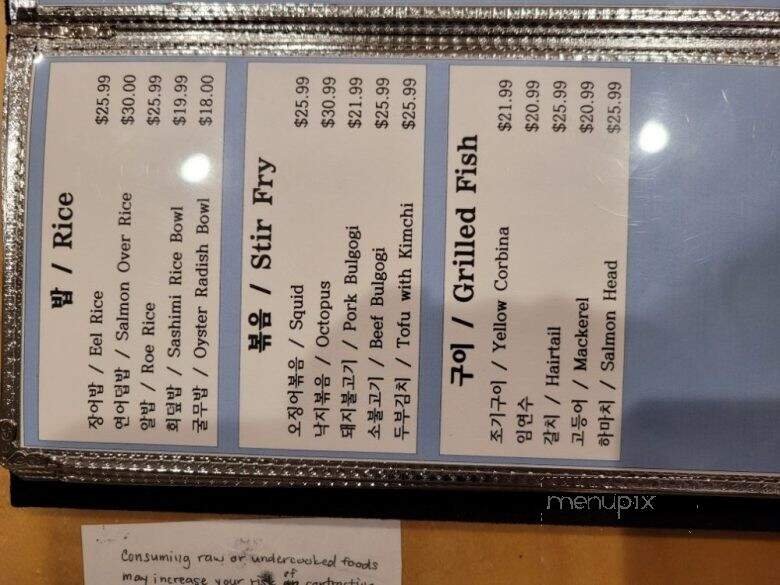 밥 / Rice
장어밥 / Eel Rice $25.99
연어덥밥 / Salmon Over Rice $30.00
알밥 / Roe Rice $25.99
회덮밥 / Sashimi Rice Bowl $19.99
굴무밥 / Oyster Radish Bowl $18.00
볶음 / Stir Fry
오징어볶음 / Squid $25.99
낙지볶음 / Octopus $30.99
돼지불고기 / Pork Bulgogi $21.99
소불고기 / Beef Bulgogi $25.99
두부김치 / Tofu with Kimchi $25.99
구이 / Grilled Fish
조기구이 / Yellow Corbina $21.99
임연수 $20.99
갈치 / Hairtail $25.99
고등어 / Mackerel $20.99
하마치 / Salmon Head $25.99
menupix
Consuming raw or undercooked foods
may increase your risk of contracting